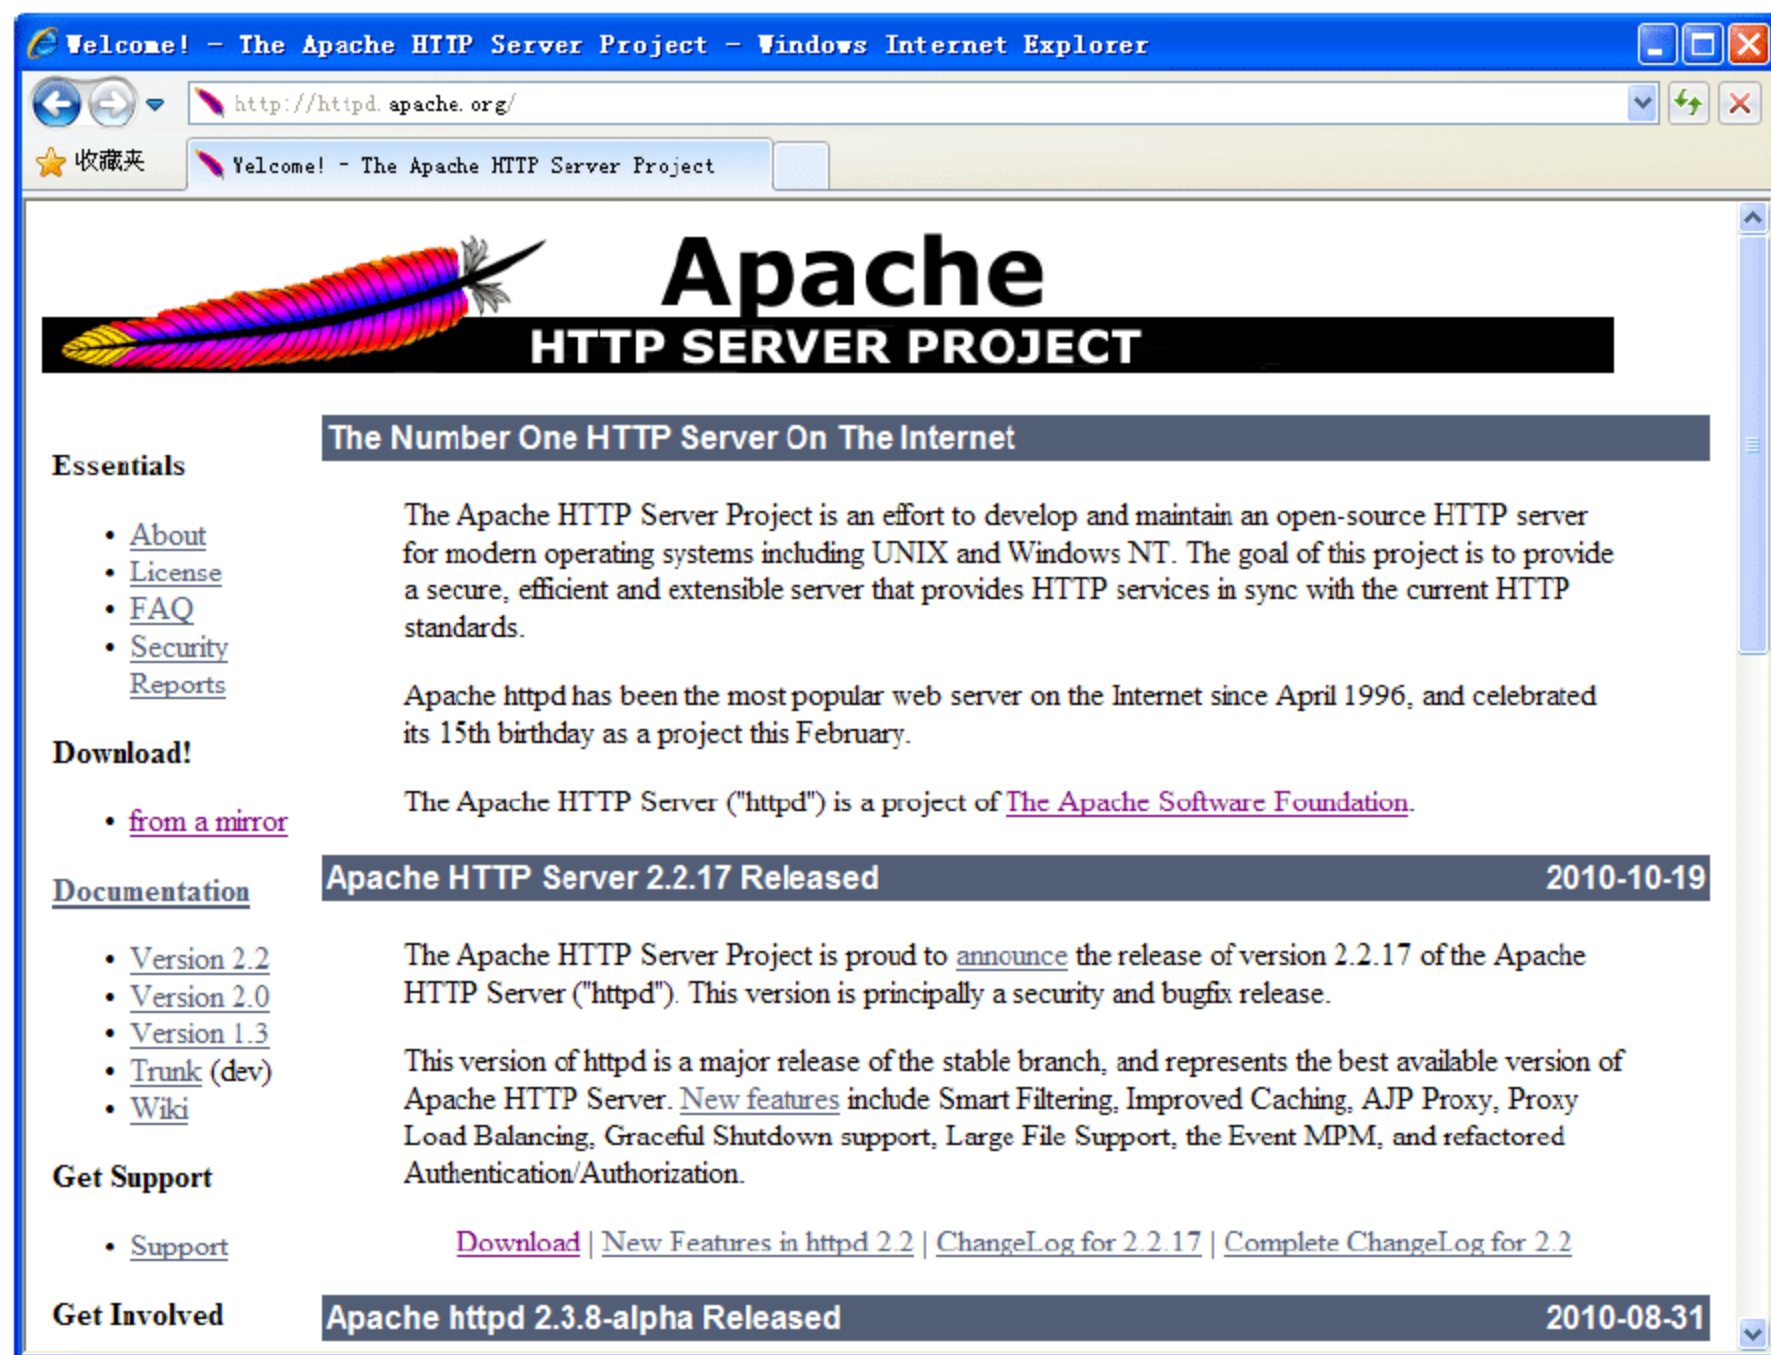 Welcome! - The Apache HTTP Server Project - Windows Internet Explorer
http://httpd.apache.org/
收藏夹
Welcome! - The Apache HTTP Server Project
Apache
HTTP SERVER PROJECT
Essentials
• About
• License
• FAQ
• Security
Reports
Download!
• from a mirror
Documentation
• Version 2.2
• Version 2.0
• Version 1.3
• Trunk (dev)
• Wiki
Get Support
• Support
Get Involved
The Number One HTTP Server On The Internet
The Apache HTTP Server Project is an effort to develop and maintain an open-source HTTP server
for modern operating systems including UNIX and Windows NT. The goal of this project is to provide
a secure, efficient and extensible server that provides HTTP services in sync with the current HTTP
standards.
Apache httpd has been the most popular web server on the Internet since April 1996, and celebrated
its 15th birthday as a project this February.
The Apache HTTP Server ("httpd") is a project of The Apache Software Foundation.
Apache HTTP Server 2.2.17 Released 2010-10-19
The Apache HTTP Server Project is proud to announce the release of version 2.2.17 of the Apache
HTTP Server ("httpd"). This version is principally a security and bugfix release.
This version of httpd is a major release of the stable branch, and represents the best available version of
Apache HTTP Server. New features include Smart Filtering, Improved Caching, AJP Proxy, Proxy
Load Balancing, Graceful Shutdown support, Large File Support, the Event MPM, and refactored
Authentication/Authorization.
Download | New Features in httpd 2.2 | ChangeLog for 2.2.17 | Complete ChangeLog for 2.2
Apache httpd 2.3.8-alpha Released 2010-08-31